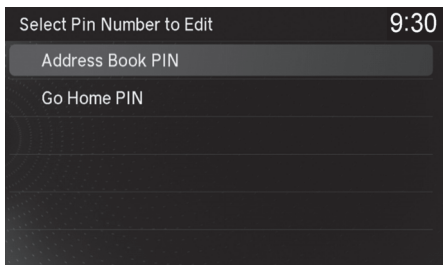 Select Pin Number to Edit 9:30
Address Book PIN
Go Home PIN